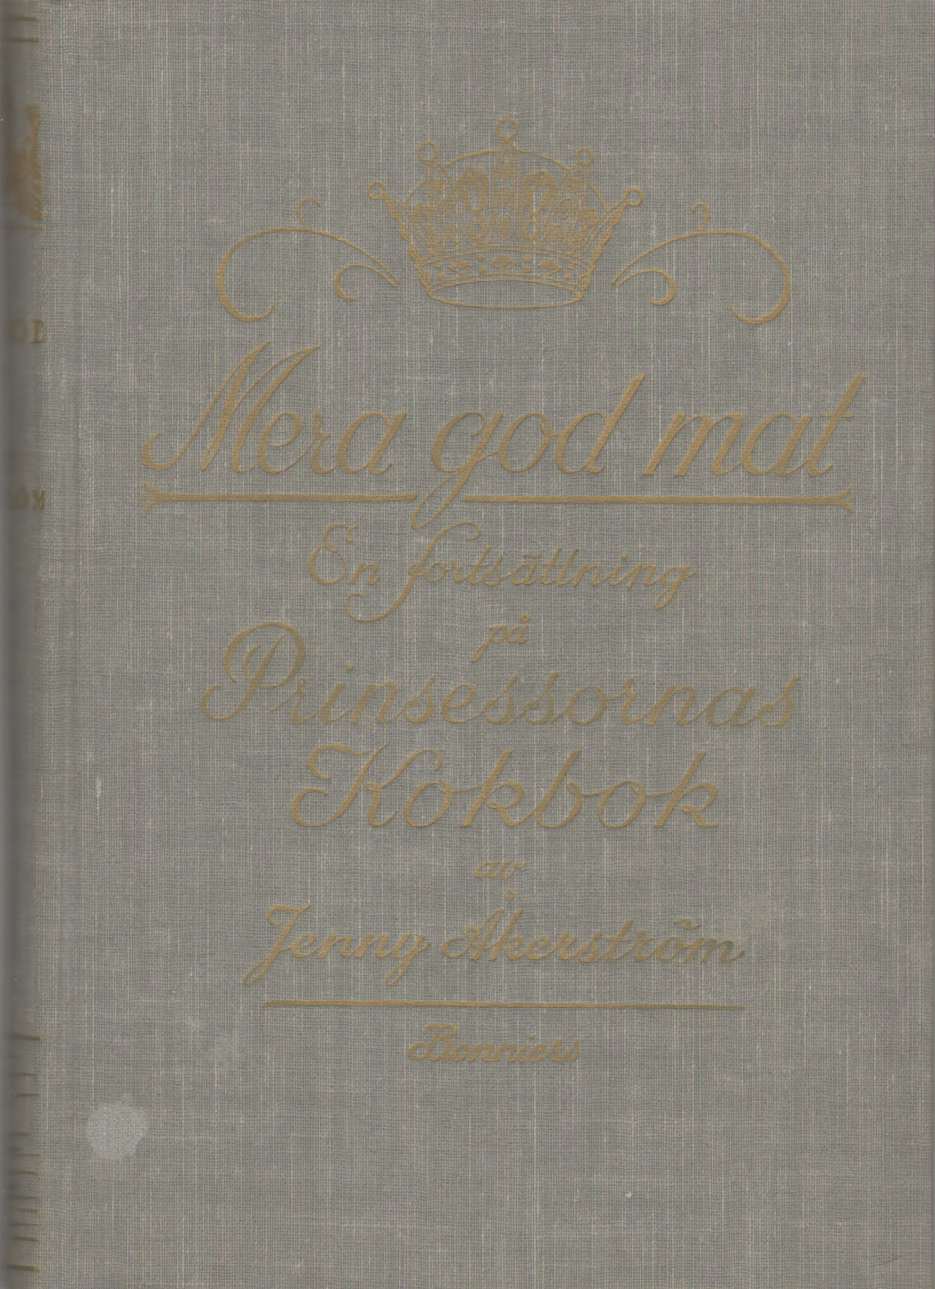 Mera god mat
En fortsättning
på
Prinsessornas
Kokbok
av
Jenny Åkerström
Bonniers